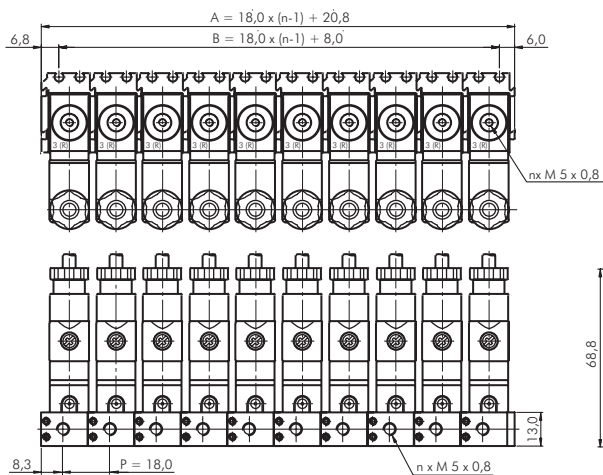 A = 18,0 x (n-1) + 20,8
6,8 B = 18,0 x (n-1) + 8,0 6,0
3 (R) 3 (R) 3 (R) 3 (R) 3 (R) 3 (R) 3 (R) 3 (R) 3 (R) 3 (R)
nx M 5 x 0,8
68,8
13,0
8,3 P = 18,0 n x M 5 x 0,8